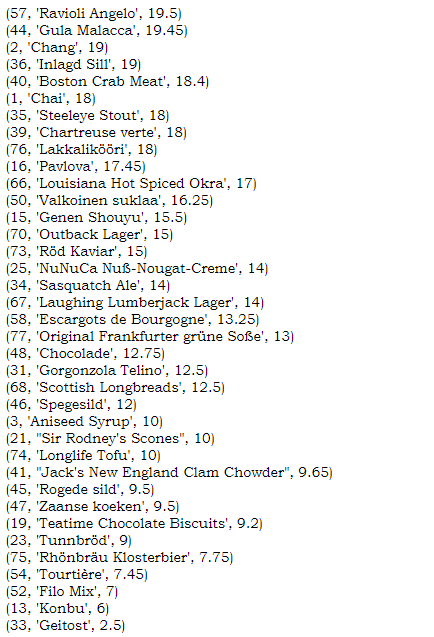 (57, 'Ravioli Angelo', 19.5)
(44, 'Gula Malacca', 19.45)
(2, 'Chang', 19)
(36, 'Inlagd Sill', 19)
(40, 'Boston Crab Meat', 18.4)
(1, 'Chai', 18)
(35, 'Steeleye Stout', 18)
(39, 'Chartreuse verte', 18)
(76, 'Lakkalikööri', 18)
(16, 'Pavlova', 17.45)
(66, 'Louisiana Hot Spiced Okra', 17)
(50, 'Valkoinen suklaa', 16.25)
(15, 'Genen Shouyu', 15.5)
(70, 'Outback Lager', 15)
(73, 'Röd Kaviar', 15)
(25, 'NuNuCa Nuß-Nougat-Creme', 14)
(34, 'Sasquatch Ale', 14)
(67, 'Laughing Lumberjack Lager', 14)
(58, 'Escargots de Bourgogne', 13.25)
(77, 'Original Frankfurter grüne Soße', 13)
(48, 'Chocolade', 12.75)
(31, 'Gorgonzola Telino', 12.5)
(68, 'Scottish Longbreads', 12.5)
(46, 'Spegesild', 12)
(3, 'Aniseed Syrup', 10)
(21, "Sir Rodney's Scones", 10)
(74, 'Longlife Tofu', 10)
(41, "Jack's New England Clam Chowder", 9.65)
(45, 'Rogede sild', 9.5)
(47, 'Zaanse koeken', 9.5)
(19, 'Teatime Chocolate Biscuits', 9.2)
(23, 'Tunnbröd', 9)
(75, 'Rhönbräu Klosterbier', 7.75)
(54, 'Tourtière', 7.45)
(52, 'Filo Mix', 7)
(13, 'Konbu', 6)
(33, 'Geitost', 2.5)